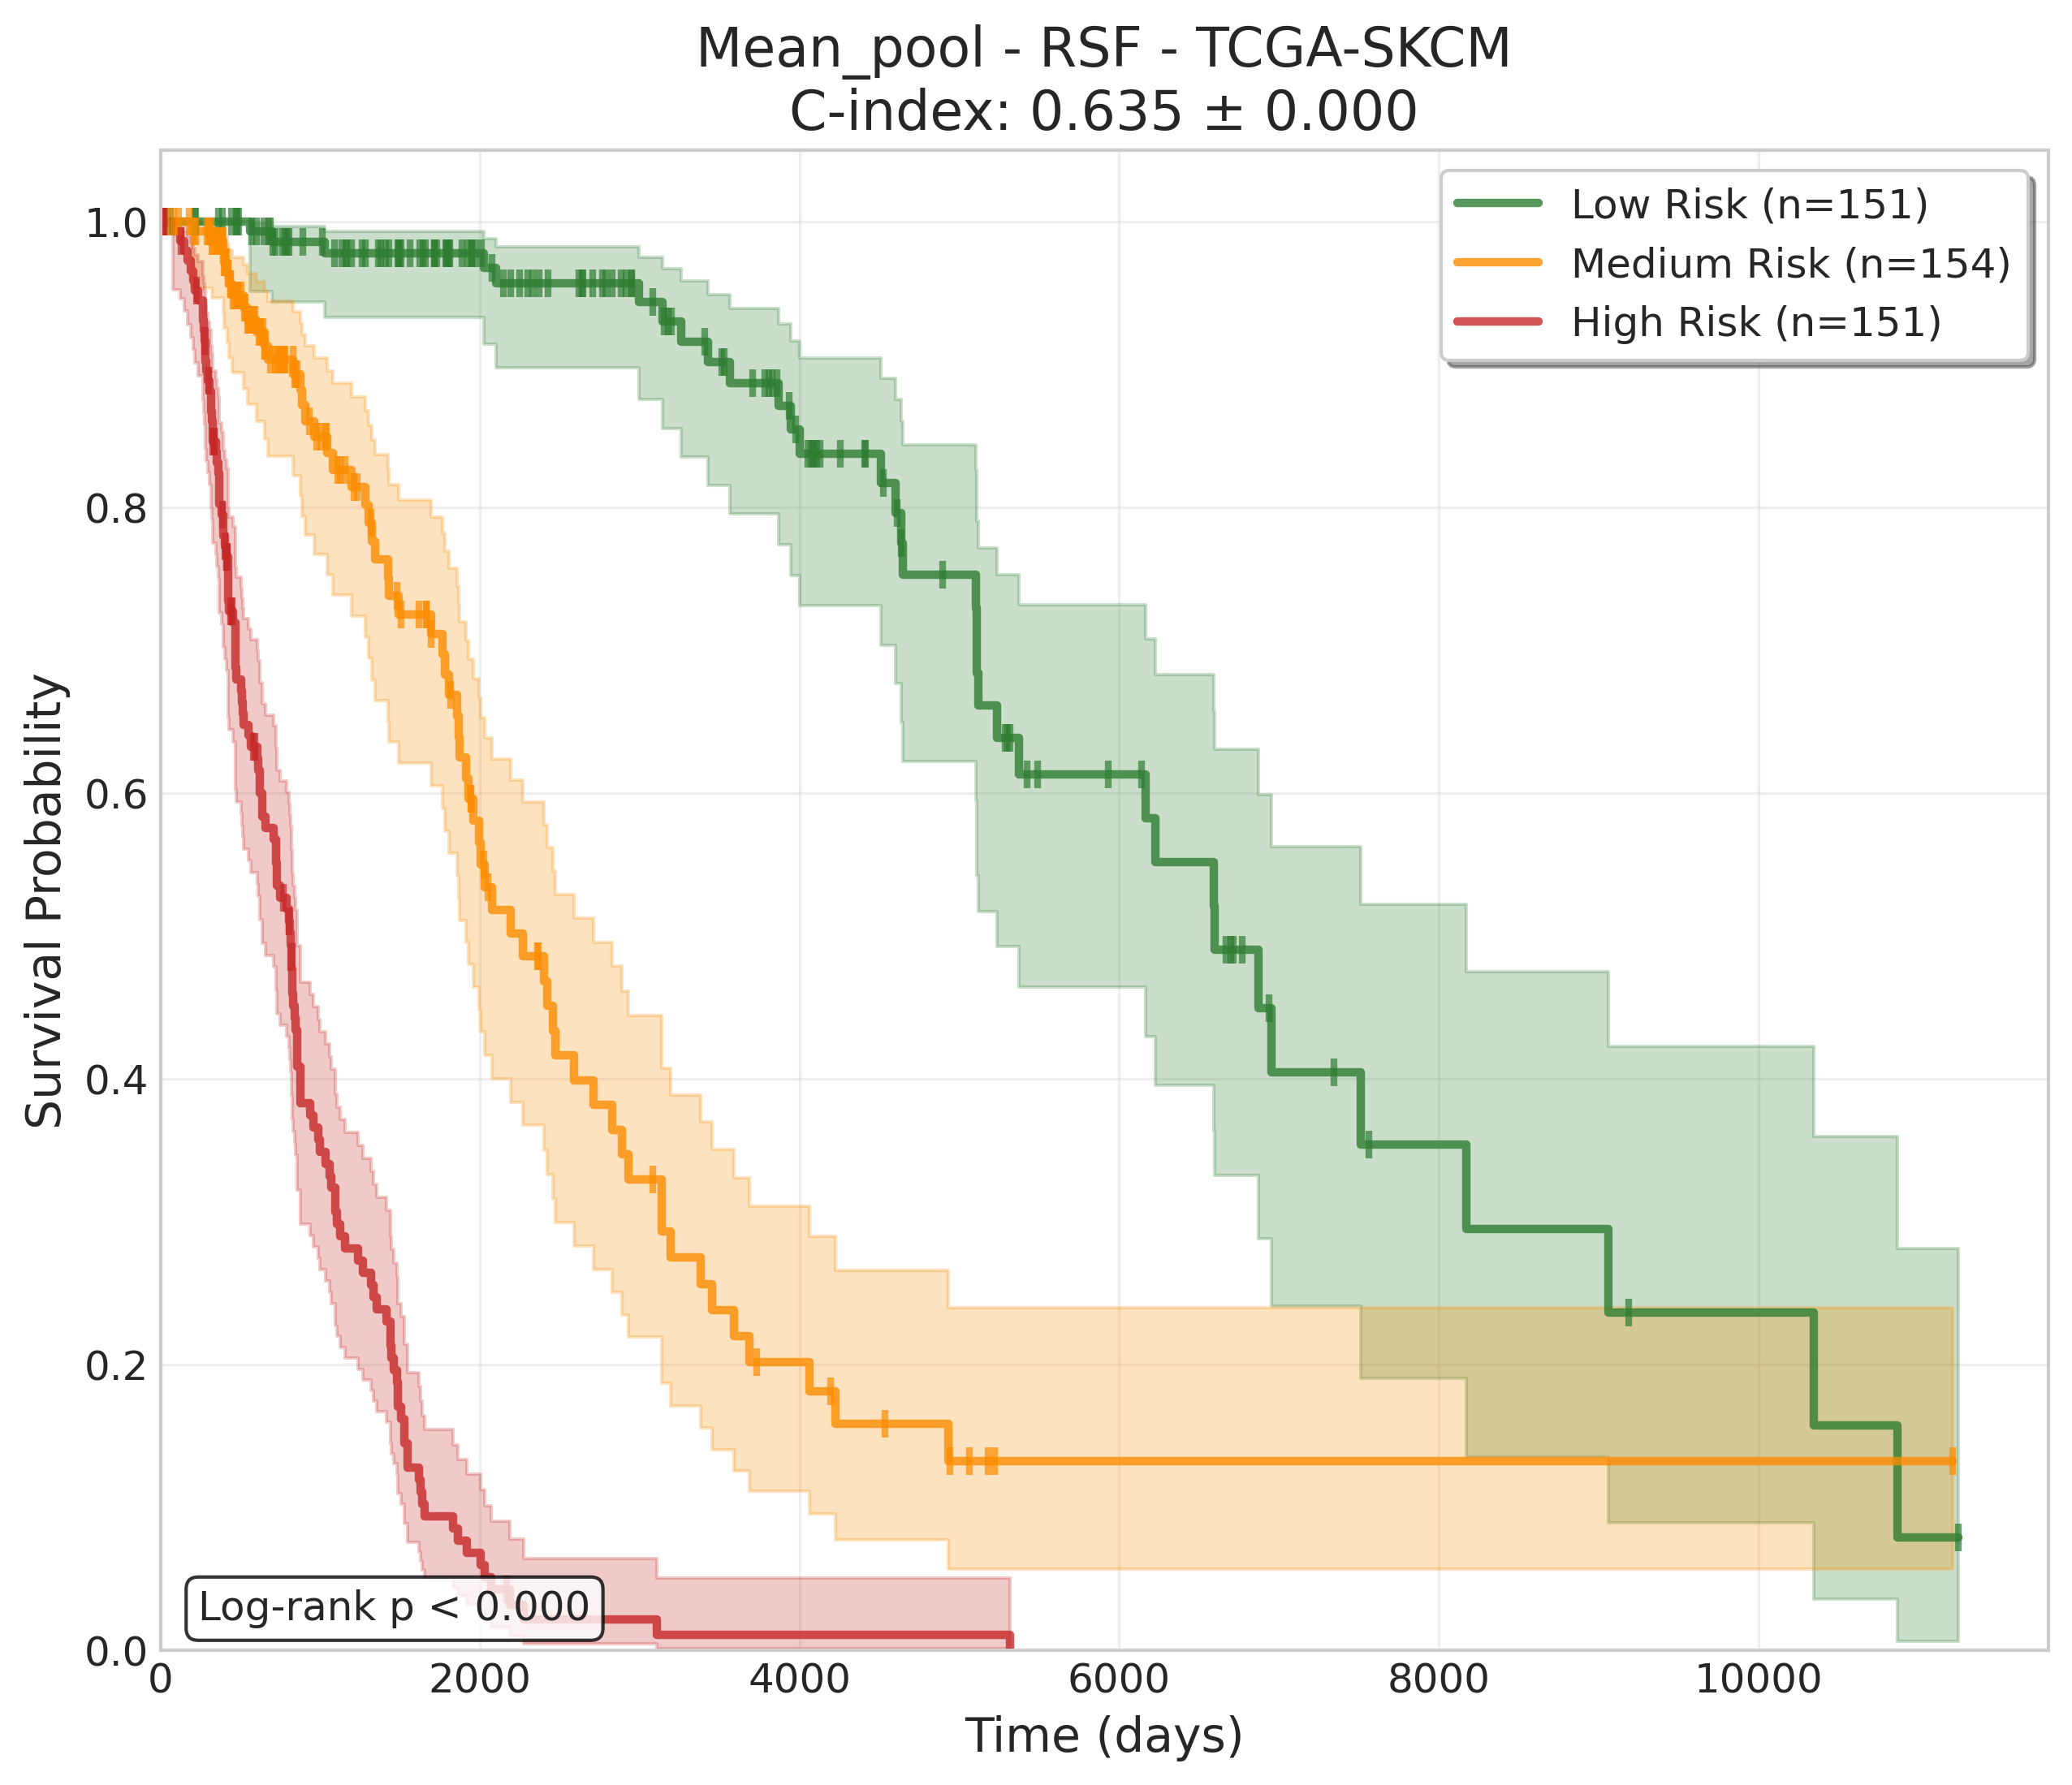 Mean_pool - RSF - TCGA-SKCM
C-index: 0.635 ± 0.000
Low Risk (n=151)
Medium Risk (n=154)
High Risk (n=151)
Survival Probability
1.0
0.8
0.6
0.4
0.2
0.0
Log-rank p < 0.000
0
2000
4000
6000
8000
10000
Time (days)